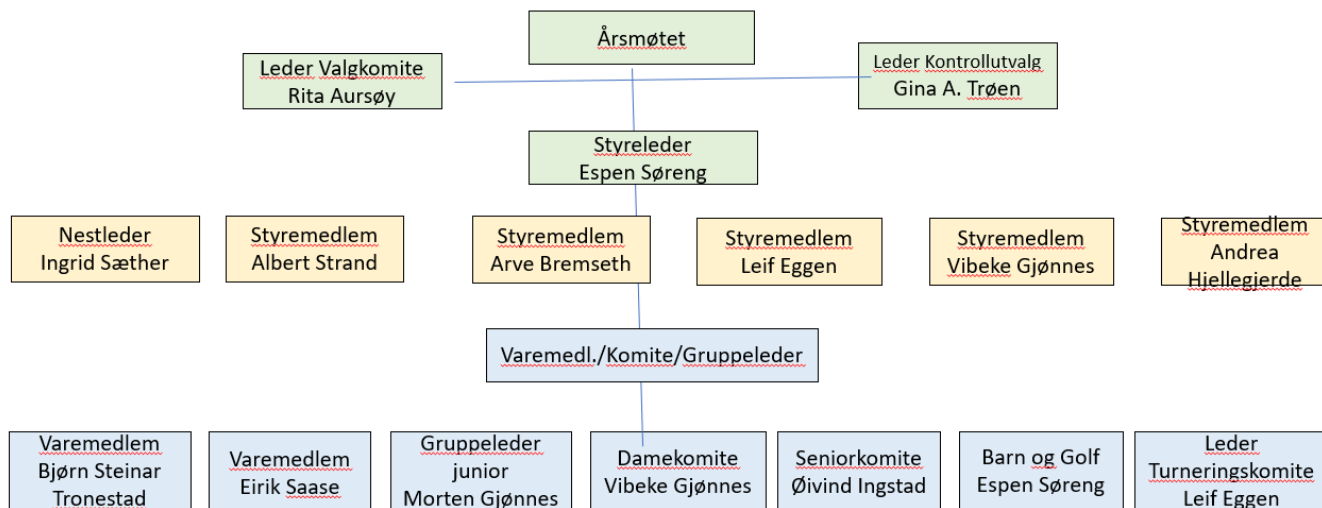 Årsmøtet
Leder Valgkomite
Rita Aursøy
Leder Kontrollutvalg
Gina A. Trøen
Styreleder
Espen Søreng
Nestleder
Ingrid Sæther
Styremedlem
Albert Strand
Styremedlem
Arve Bremseth
Styremedlem
Leif Eggen
Styremedlem
Vibeke Gjønnes
Styremedlem
Andrea
Hjellegjerde
Varemedl./Komite/Gruppeleder
Varemedlem
Bjørn Steinar
Tronestad
Varemedlem
Eirik Saase
Gruppeleder
junior
Morten Gjønnes
Damekomite
Vibeke Gjønnes
Seniorkomite
Øivind Ingstad
Barn og Golf
Espen Søreng
Leder
Turneringskomite
Leif Eggen